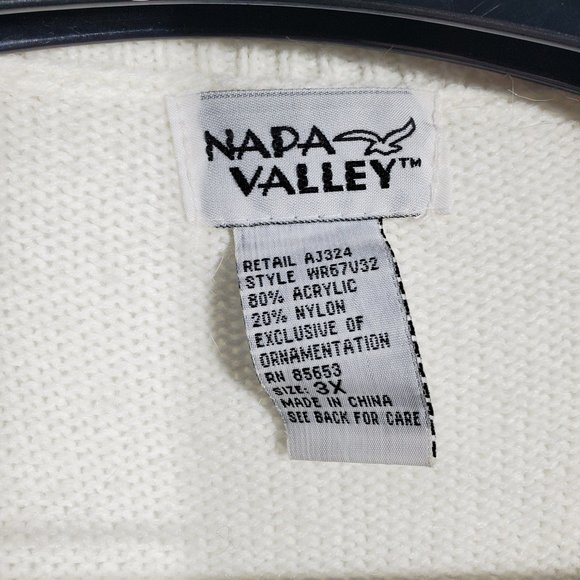 NAPA
VALLEY™
RETAIL AJ324
STYLE WR67V32
80% ACRYLIC
20% NYLON
EXCLUSIVE OF
ORNAMENTATION
RN 85653
SIZE: 3X
MADE IN CHINA
SEE BACK FOR CARE